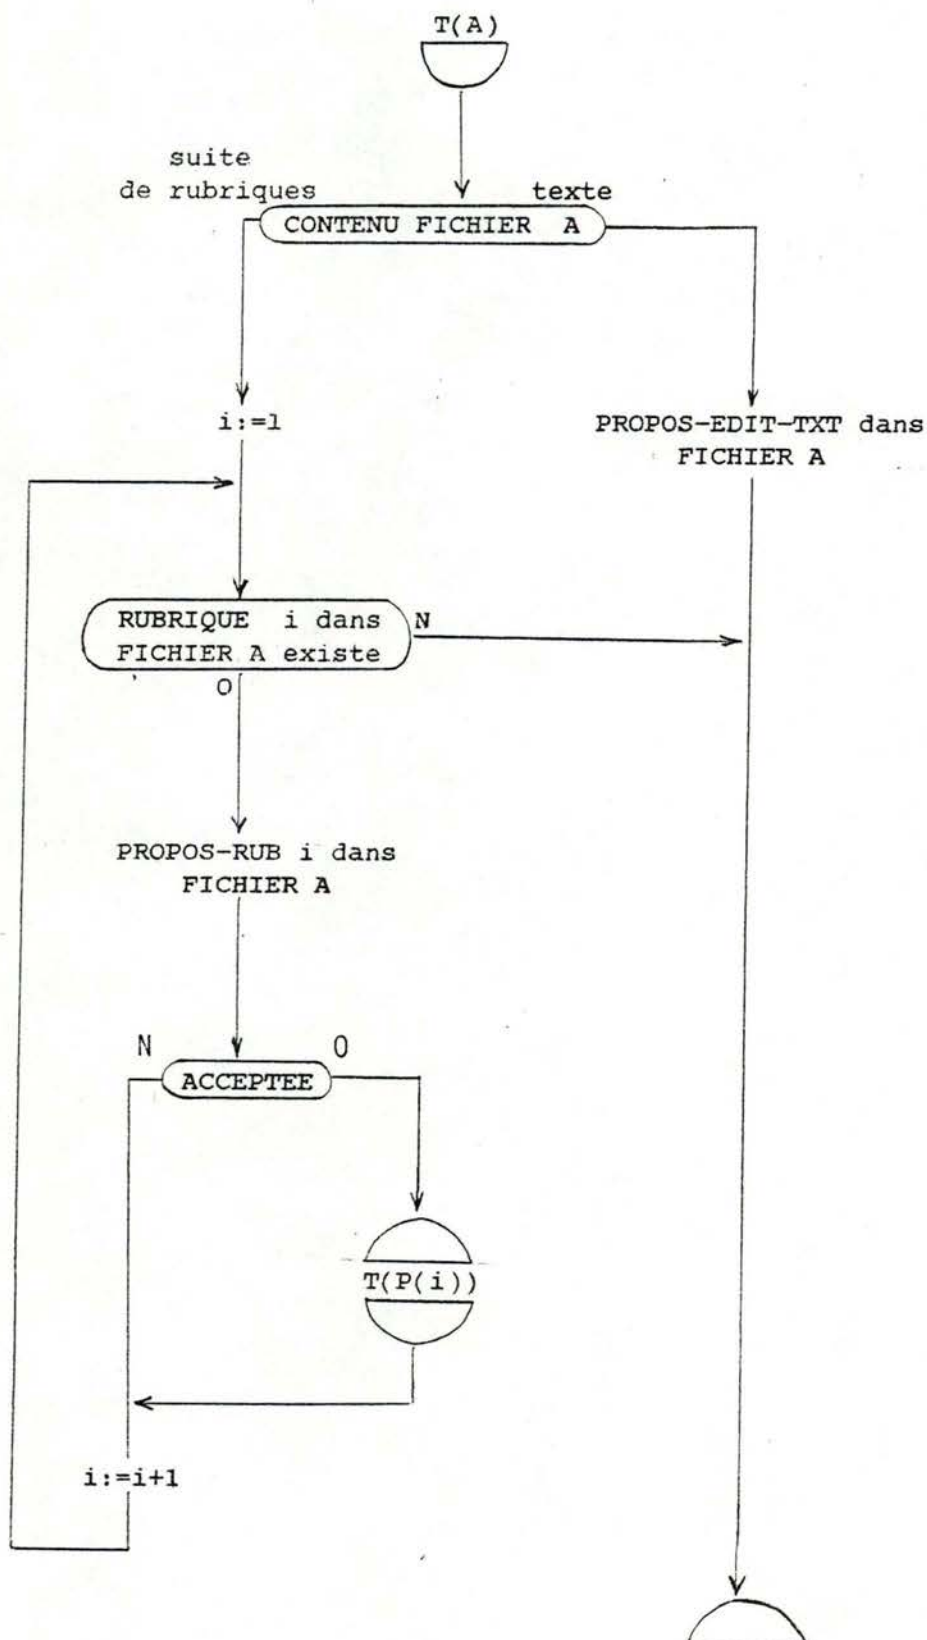 T(A)
suite
de rubriques
texte
CONTENU FICHIER A
i:=1
PROPOS-EDIT-TXT dans
FICHIER A
RUBRIQUE i dans
FICHIER A existe
N
O
PROPOS-RUB i dans
FICHIER A
N
O
ACCEPTEE
T(P(i))
i:=i+1